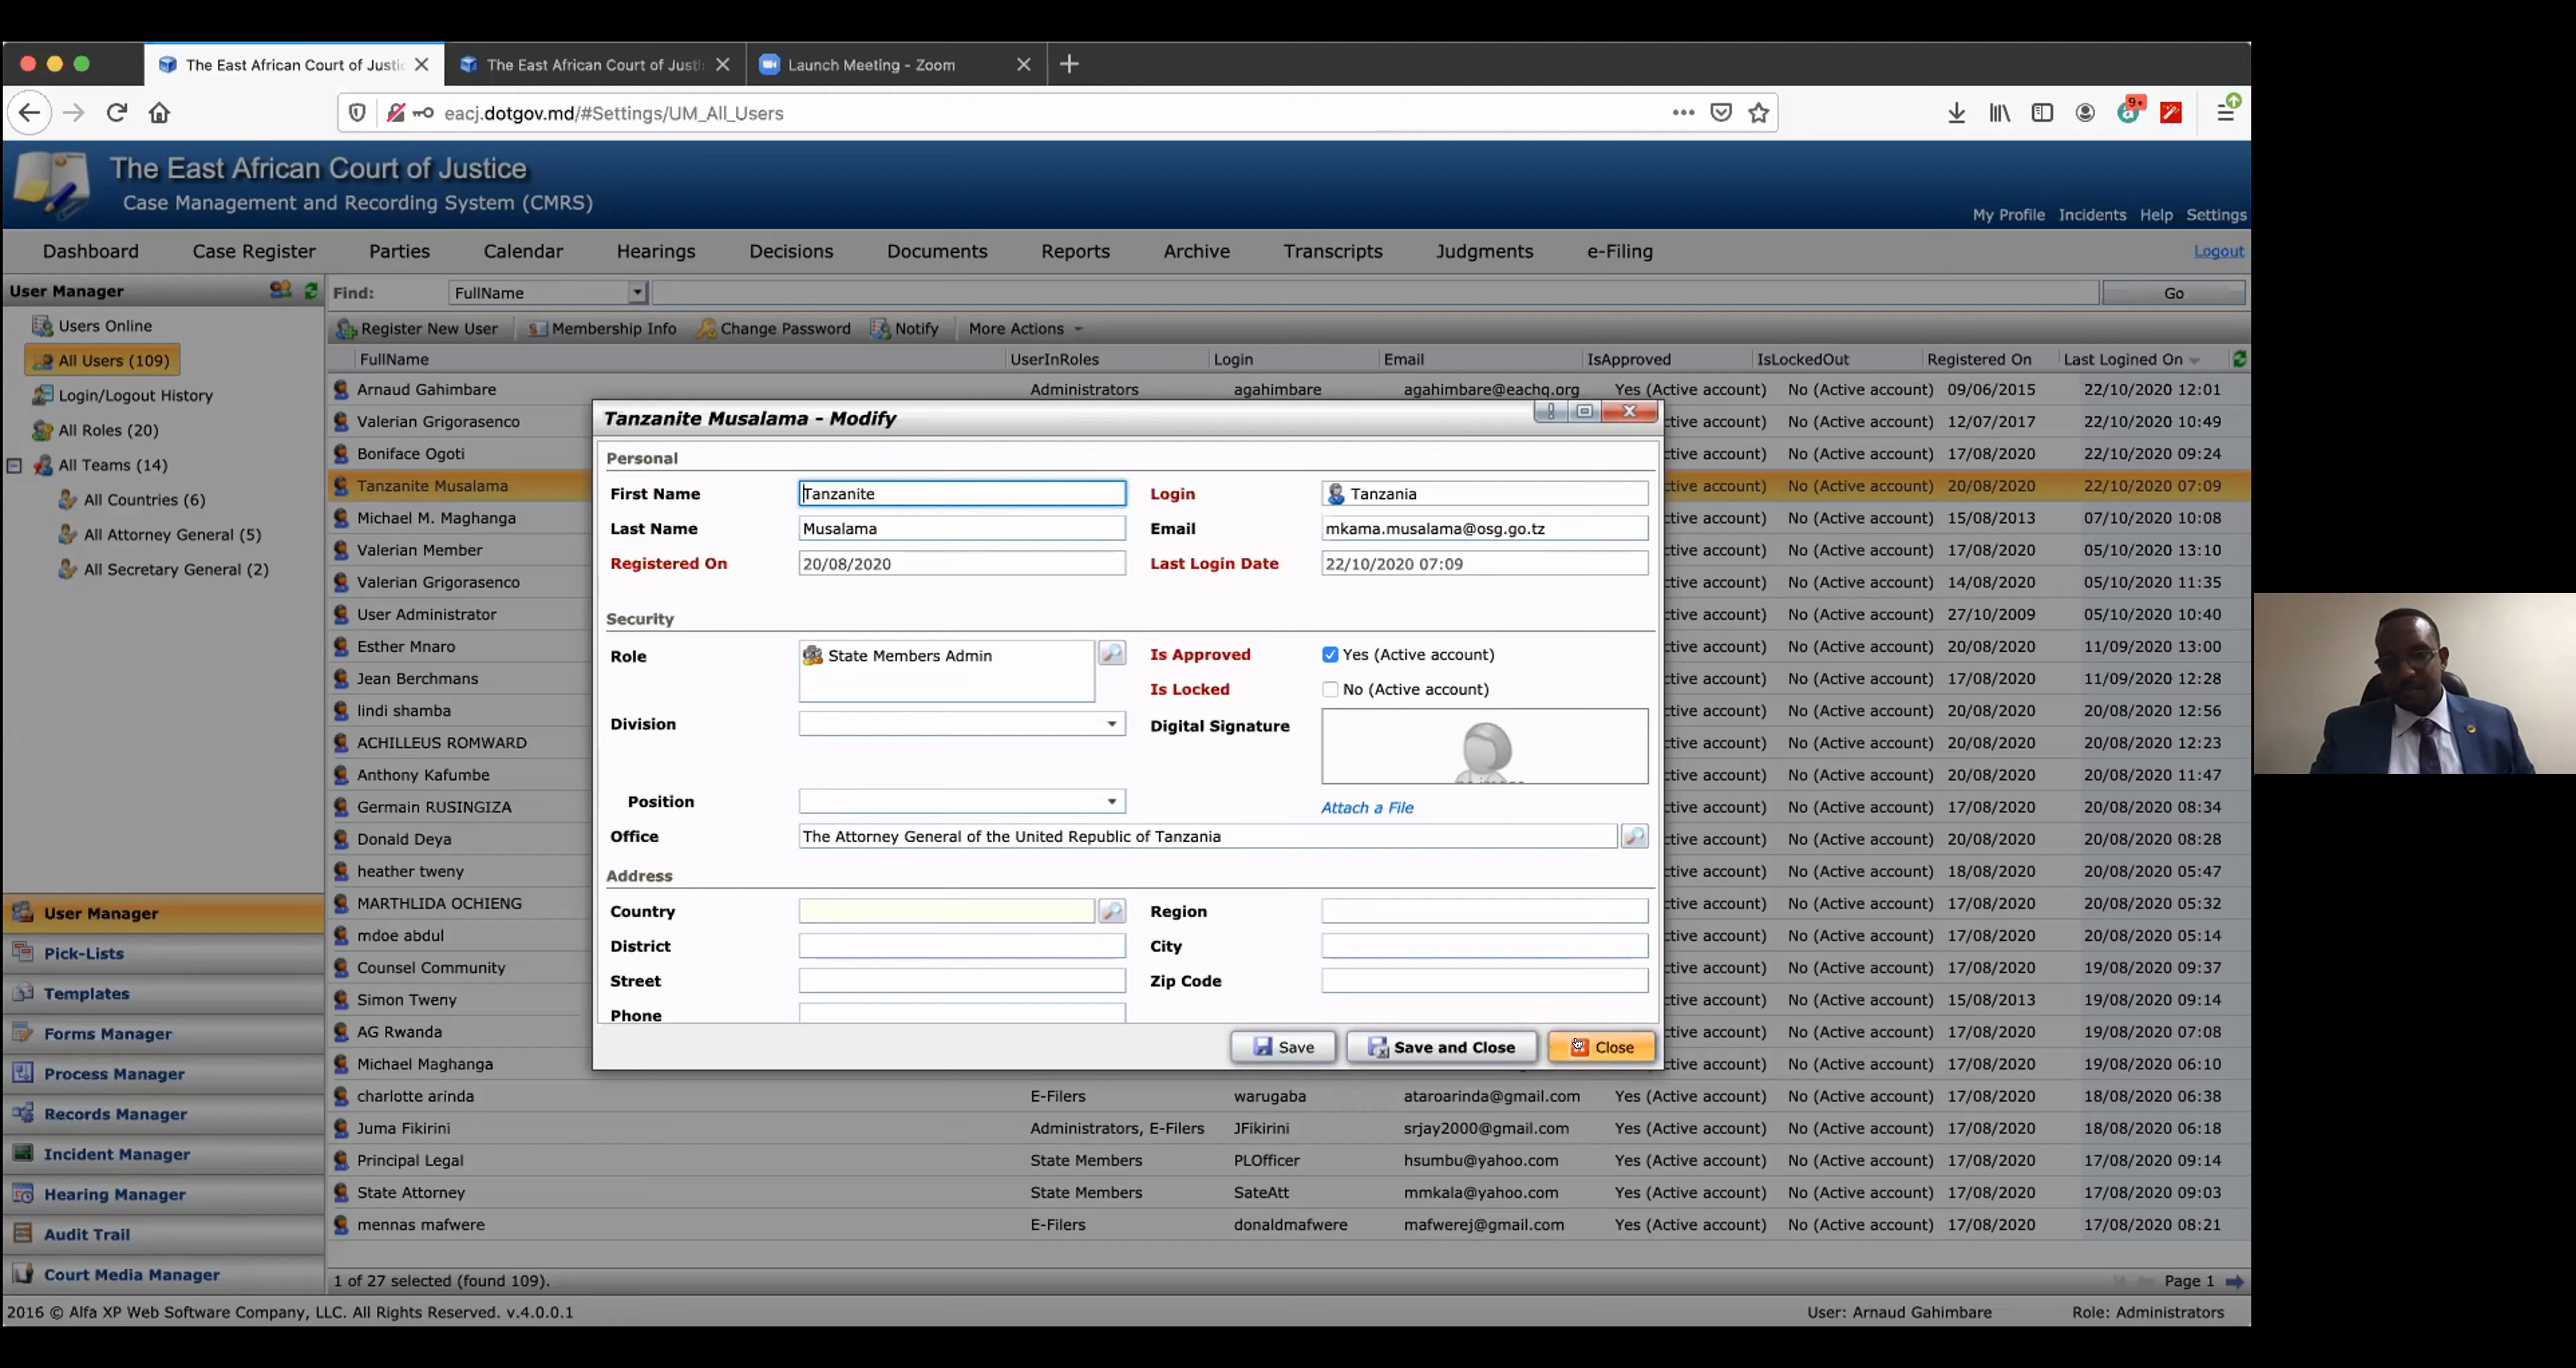 The East African Court of Justic
The East African Court of Justi
Launch Meeting - Zoom
eacj.dotgov.md/#Settings/UM_All_Users
9+
The East African Court of Justice
Case Management and Recording System (CMRS)
My Profile Incidents Help Settings
Dashboard Case Register Parties Calendar Hearings Decisions Documents Reports Archive Transcripts Judgments e-Filing Logout
User Manager
Find: FullName Go
Users Online
All Users (109)
Login/Logout History
All Roles (20)
All Teams (14)
All Countries (6)
All Attorney General (5)
All Secretary General (2)
User Manager
Pick-Lists
Templates
Forms Manager
Process Manager
Records Manager
Incident Manager
Hearing Manager
Audit Trail
Court Media Manager
Register New User Membership Info Change Password Notify More Actions
FullName UserInRoles Login Email IsApproved IsLockedOut Registered On Last Logined On
Arnaud Gahimbare Administrators agahimbare agahimbare@eachq.org Yes (Active account) No (Active account) 09/06/2015 22/10/2020 12:01
Valerian Grigorasenco ctive account) No (Active account) 12/07/2017 22/10/2020 10:49
Boniface Ogoti ctive account) No (Active account) 17/08/2020 22/10/2020 09:24
Tanzanite Musalama ctive account) No (Active account) 20/08/2020 22/10/2020 07:09
Michael M. Maghanga ctive account) No (Active account) 15/08/2013 07/10/2020 10:08
Valerian Member ctive account) No (Active account) 17/08/2020 05/10/2020 13:10
Valerian Grigorasenco ctive account) No (Active account) 14/08/2020 05/10/2020 11:35
User Administrator ctive account) No (Active account) 27/10/2009 05/10/2020 10:40
Esther Mnaro ctive account) No (Active account) 20/08/2020 11/09/2020 13:00
Jean Berchmans ctive account) No (Active account) 17/08/2020 11/09/2020 12:28
lindi shamba ctive account) No (Active account) 20/08/2020 20/08/2020 12:56
ACHILLEUS ROMWARD ctive account) No (Active account) 20/08/2020 20/08/2020 12:23
Anthony Kafumbe ctive account) No (Active account) 20/08/2020 20/08/2020 11:47
Germain RUSINGIZA ctive account) No (Active account) 17/08/2020 20/08/2020 08:34
Donald Deya ctive account) No (Active account) 20/08/2020 20/08/2020 08:28
heather tweny ctive account) No (Active account) 18/08/2020 20/08/2020 05:47
MARTHLIDA OCHIENG ctive account) No (Active account) 17/08/2020 20/08/2020 05:32
mdoe abdul ctive account) No (Active account) 17/08/2020 20/08/2020 05:14
Counsel Community ctive account) No (Active account) 17/08/2020 19/08/2020 09:37
Simon Tweny ctive account) No (Active account) 15/08/2013 19/08/2020 09:14
AG Rwanda ctive account) No (Active account) 17/08/2020 19/08/2020 07:08
Michael Maghanga ctive account) No (Active account) 17/08/2020 19/08/2020 06:10
charlotte arinda E-Filers warugaba ataroarinda@gmail.com Yes (Active account) No (Active account) 17/08/2020 18/08/2020 06:38
Juma Fikirini Administrators, E-Filers JFikirini srjay2000@gmail.com Yes (Active account) No (Active account) 17/08/2020 18/08/2020 06:18
Principal Legal State Members PLOfficer hsumbu@yahoo.com Yes (Active account) No (Active account) 17/08/2020 17/08/2020 09:14
State Attorney State Members SateAtt mmkala@yahoo.com Yes (Active account) No (Active account) 17/08/2020 17/08/2020 09:03
mennas mafwere E-Filers donaldmafwere mafwerej@gmail.com Yes (Active account) No (Active account) 17/08/2020 17/08/2020 08:21
Tanzanite Musalama - Modify
Personal
First Name Tanzanite Login Tanzania
Last Name Musalama Email mkama.musalama@osg.go.tz
Registered On 20/08/2020 Last Login Date 22/10/2020 07:09
Security
Role State Members Admin Is Approved Yes (Active account)
Is Locked No (Active account)
Division Digital Signature
Position Attach a File
Office The Attorney General of the United Republic of Tanzania
Address
Country Region
District City
Street Zip Code
Phone
Save Save and Close Close
1 of 27 selected (found 109). Page 1
2016 © Alfa XP Web Software Company, LLC. All Rights Reserved. v.4.0.0.1 User: Arnaud Gahimbare Role: Administrators